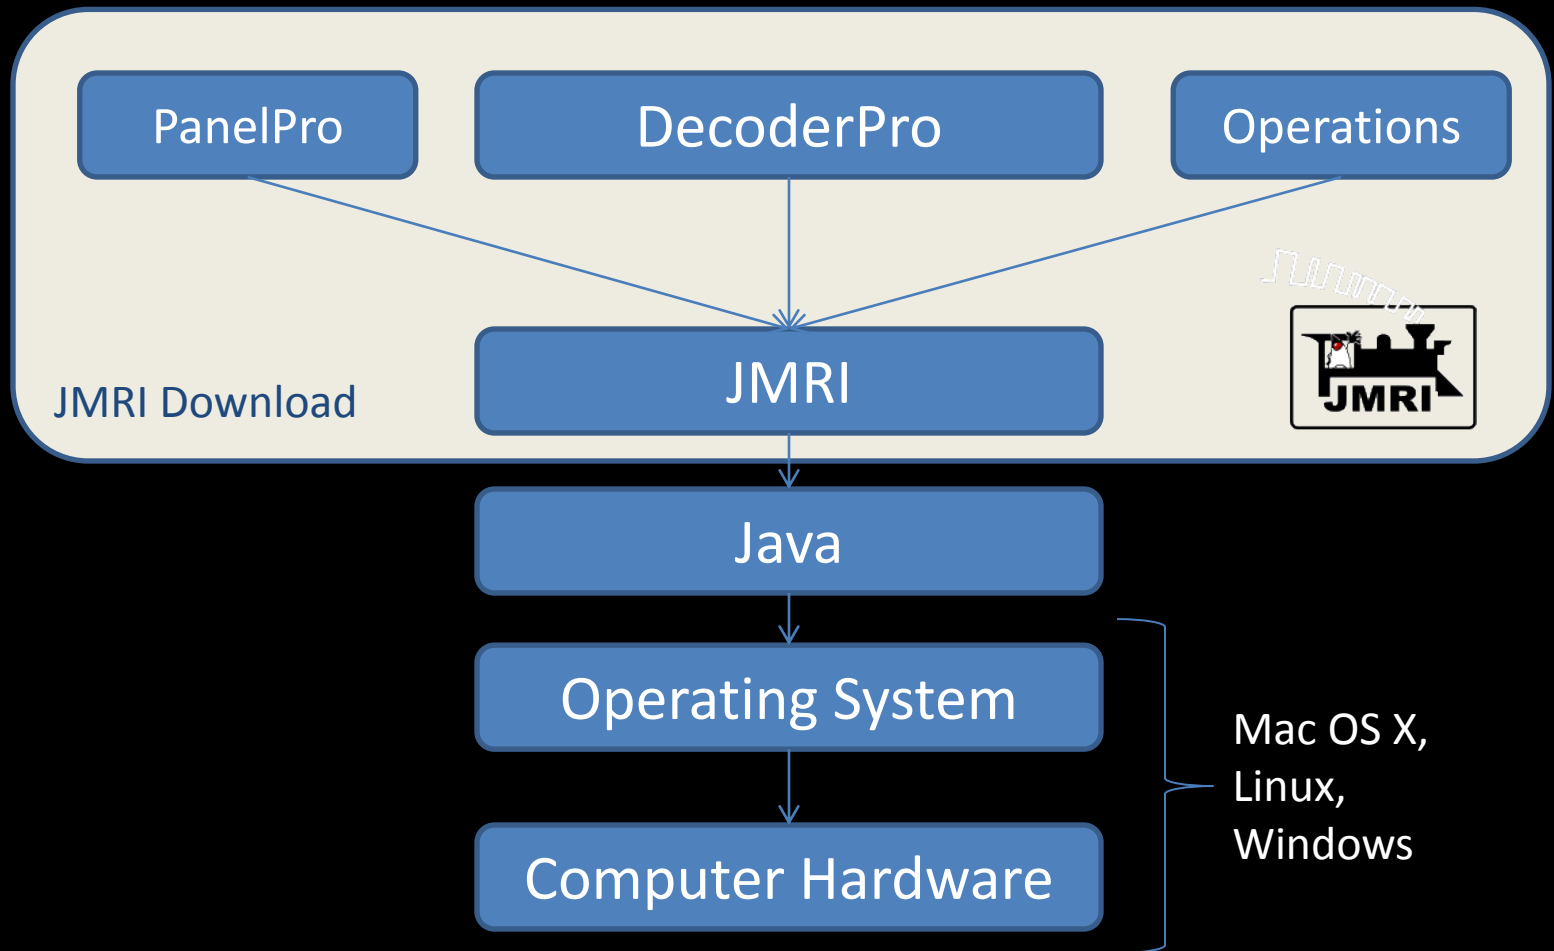 PanelPro
DecoderPro
Operations
JMRI
JMRI Download
JMRI
Java
Operating System
Mac OS X,
Linux,
Windows
Computer Hardware